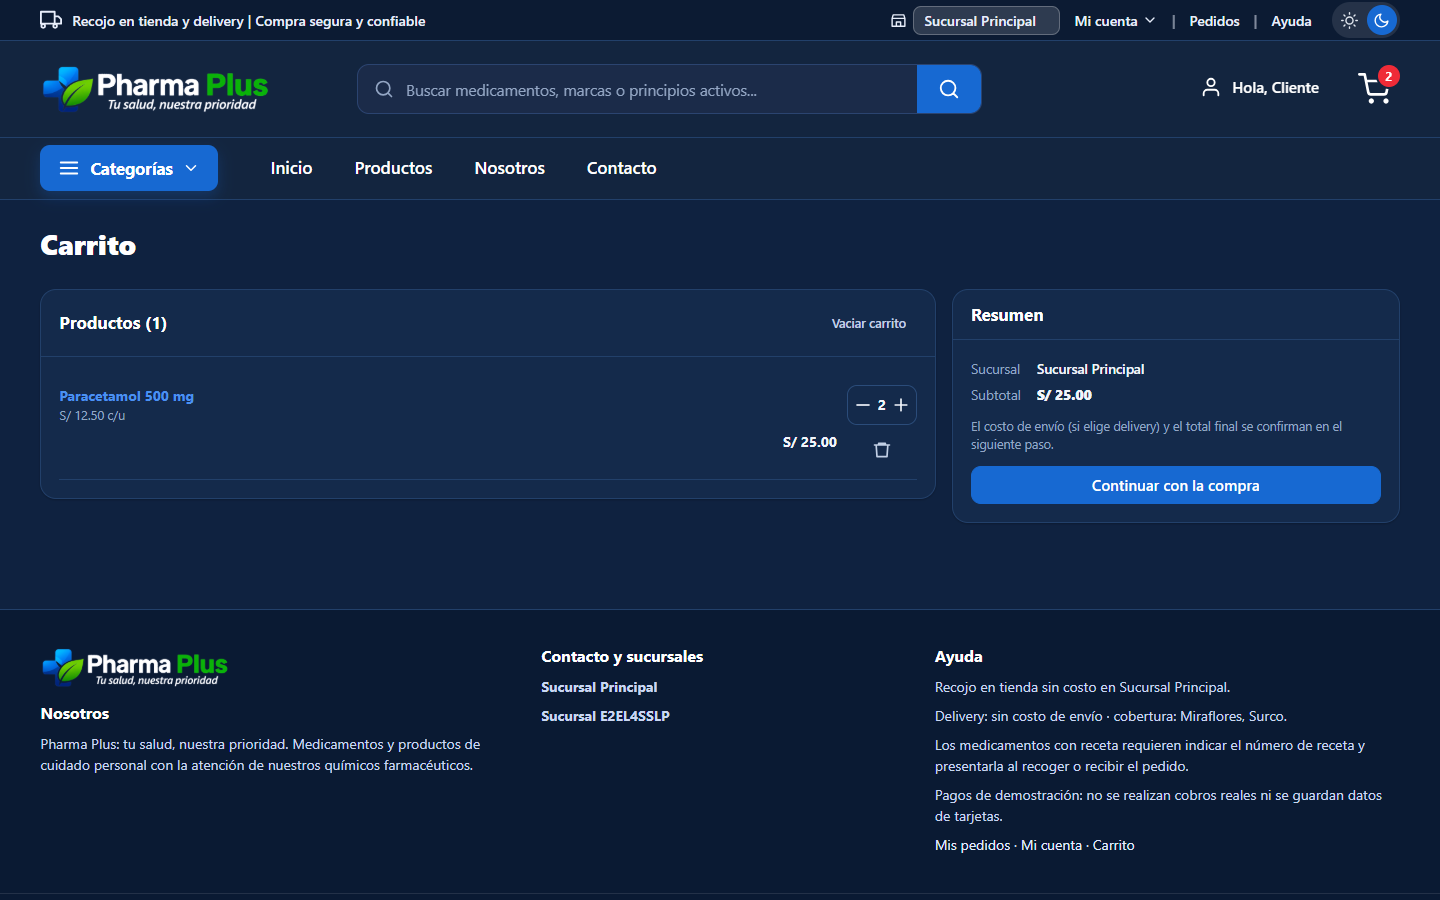 Recojo en tienda y delivery | Compra segura y confiable
Sucursal Principal
Mi cuenta
| Pedidos | Ayuda
Pharma Plus
Tu salud, nuestra prioridad
Buscar medicamentos, marcas o principios activos...
Hola, Cliente
2
Categorías
Inicio
Productos
Nosotros
Contacto
Carrito
Productos (1)
Vaciar carrito
Paracetamol 500 mg
S/ 12.50 c/u
2
S/ 25.00
Resumen
Sucursal Sucursal Principal
Subtotal S/ 25.00
El costo de envío (si elige delivery) y el total final se confirman en el
siguiente paso.
Continuar con la compra
Pharma Plus
Tu salud, nuestra prioridad
Nosotros
Pharma Plus: tu salud, nuestra prioridad. Medicamentos y productos de
cuidado personal con la atención de nuestros químicos farmacéuticos.
Contacto y sucursales
Sucursal Principal
Sucursal E2EL4SSLP
Ayuda
Recojo en tienda sin costo en Sucursal Principal.
Delivery: sin costo de envío · cobertura: Miraflores, Surco.
Los medicamentos con receta requieren indicar el número de receta y
presentarla al recoger o recibir el pedido.
Pagos de demostración: no se realizan cobros reales ni se guardan datos
de tarjetas.
Mis pedidos · Mi cuenta · Carrito